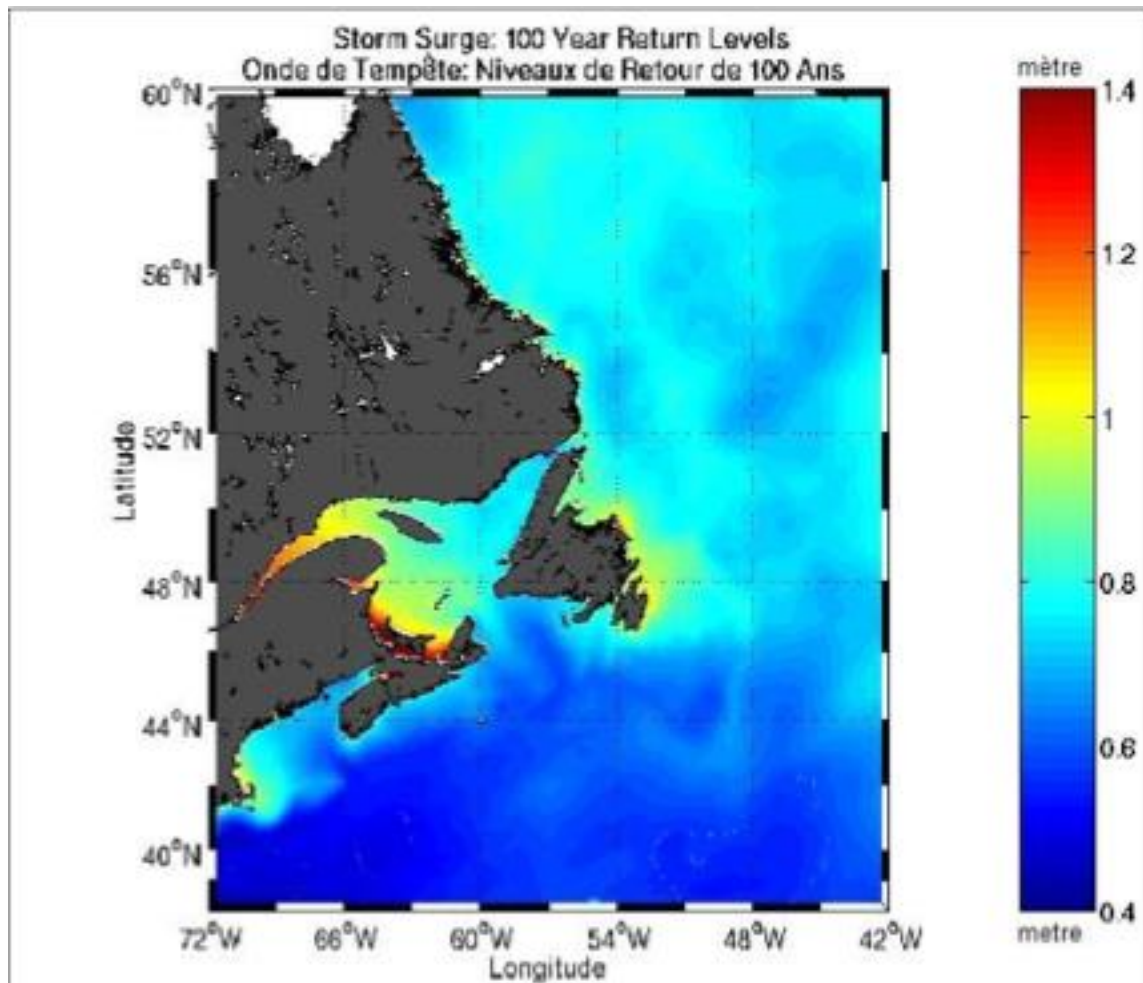 Storm Surge: 100 Year Return Levels
Onde de Tempête: Niveaux de Retour de 100 Ans
mètre
60°N
56°N
52°N
48°N
44°N
40°N
Latitude
72°W 66°W 60°W 54°W 48°W 42°W
Longitude
1.4
1.2
1
0.8
0.6
0.4
metre